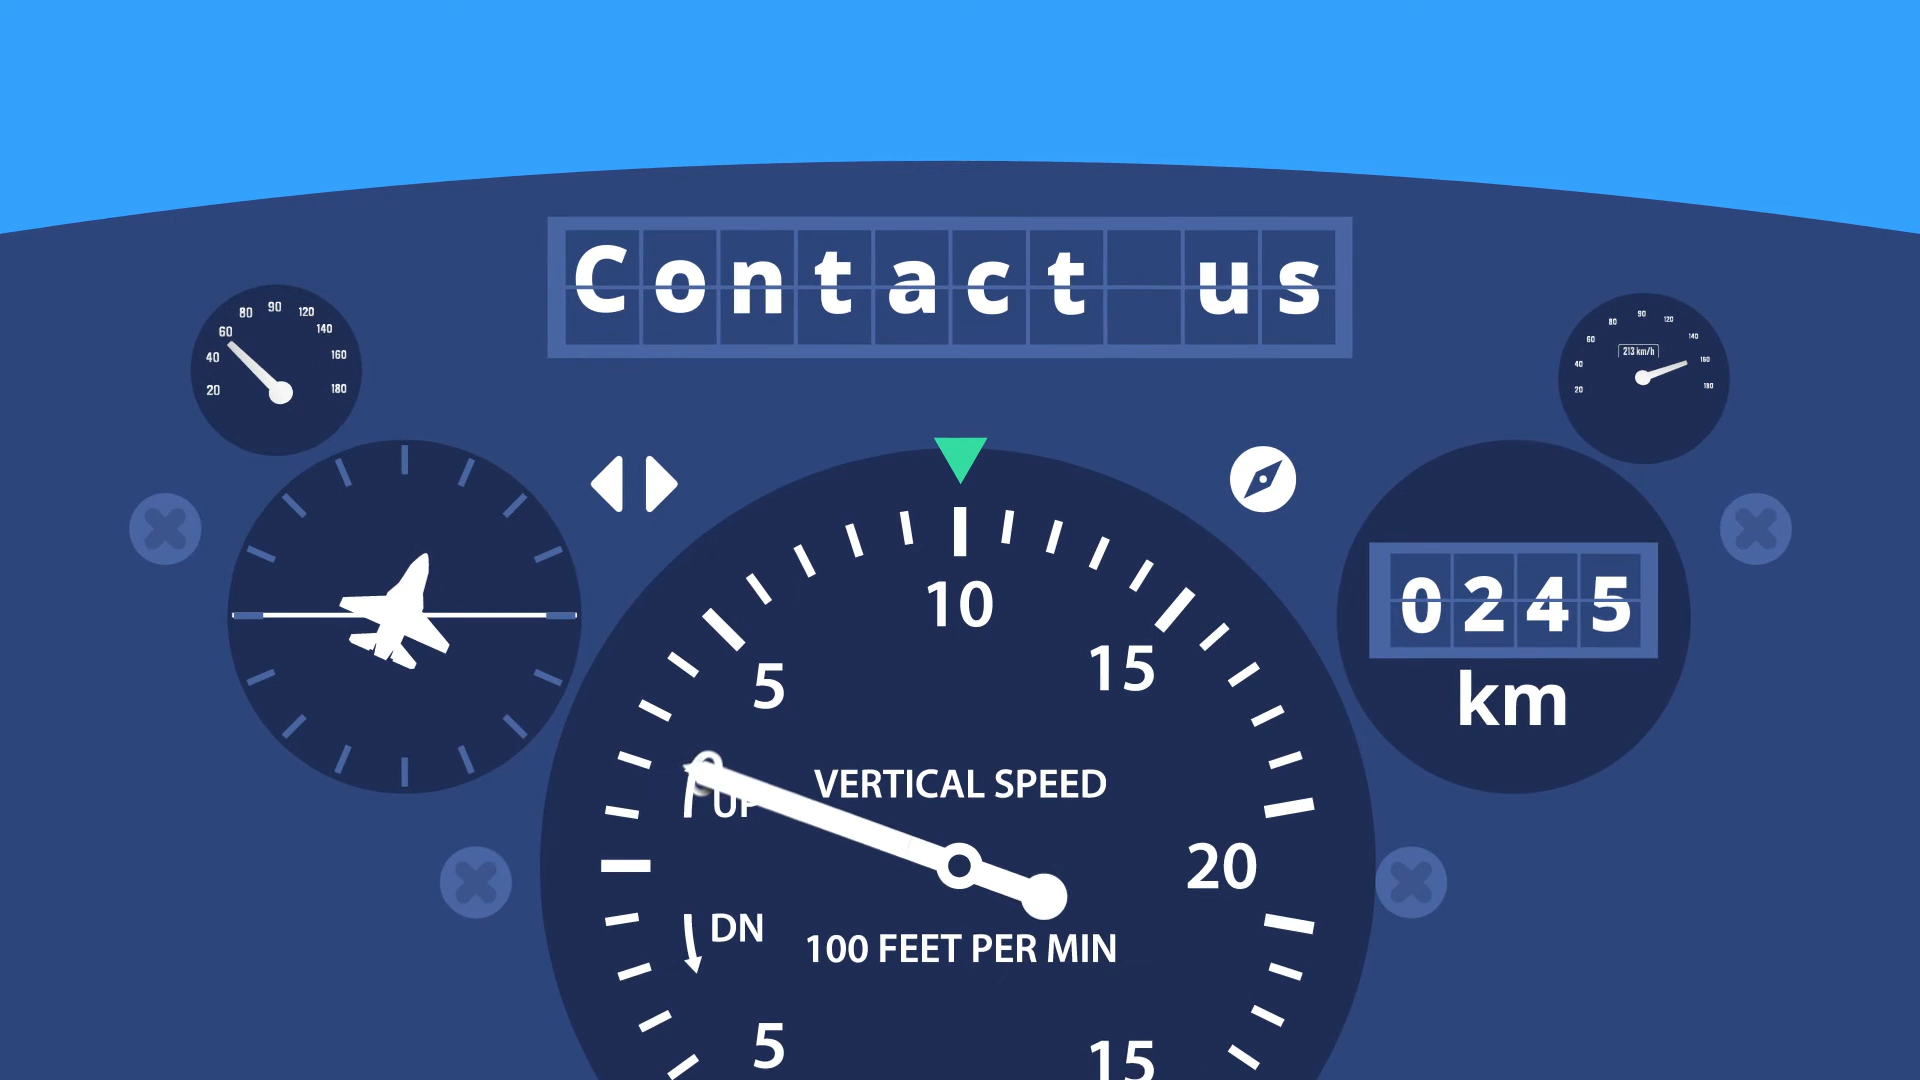 Contact us
20 40 60 80 90 120 140 160 180
20 40 60 80 90 120 140 160 180
213 km/h
0245
km
5 10 15
VERTICAL SPEED
UP
20
DN
100 FEET PER MIN
5 15